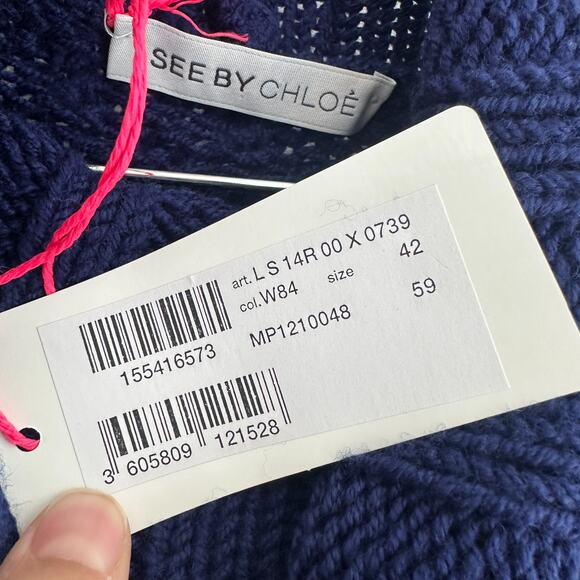 SEE BY CHLOÉ
art. L S 14R 00 X 0739
col. W84 size 42
MP1210048 59
155416573
3 605809 121528